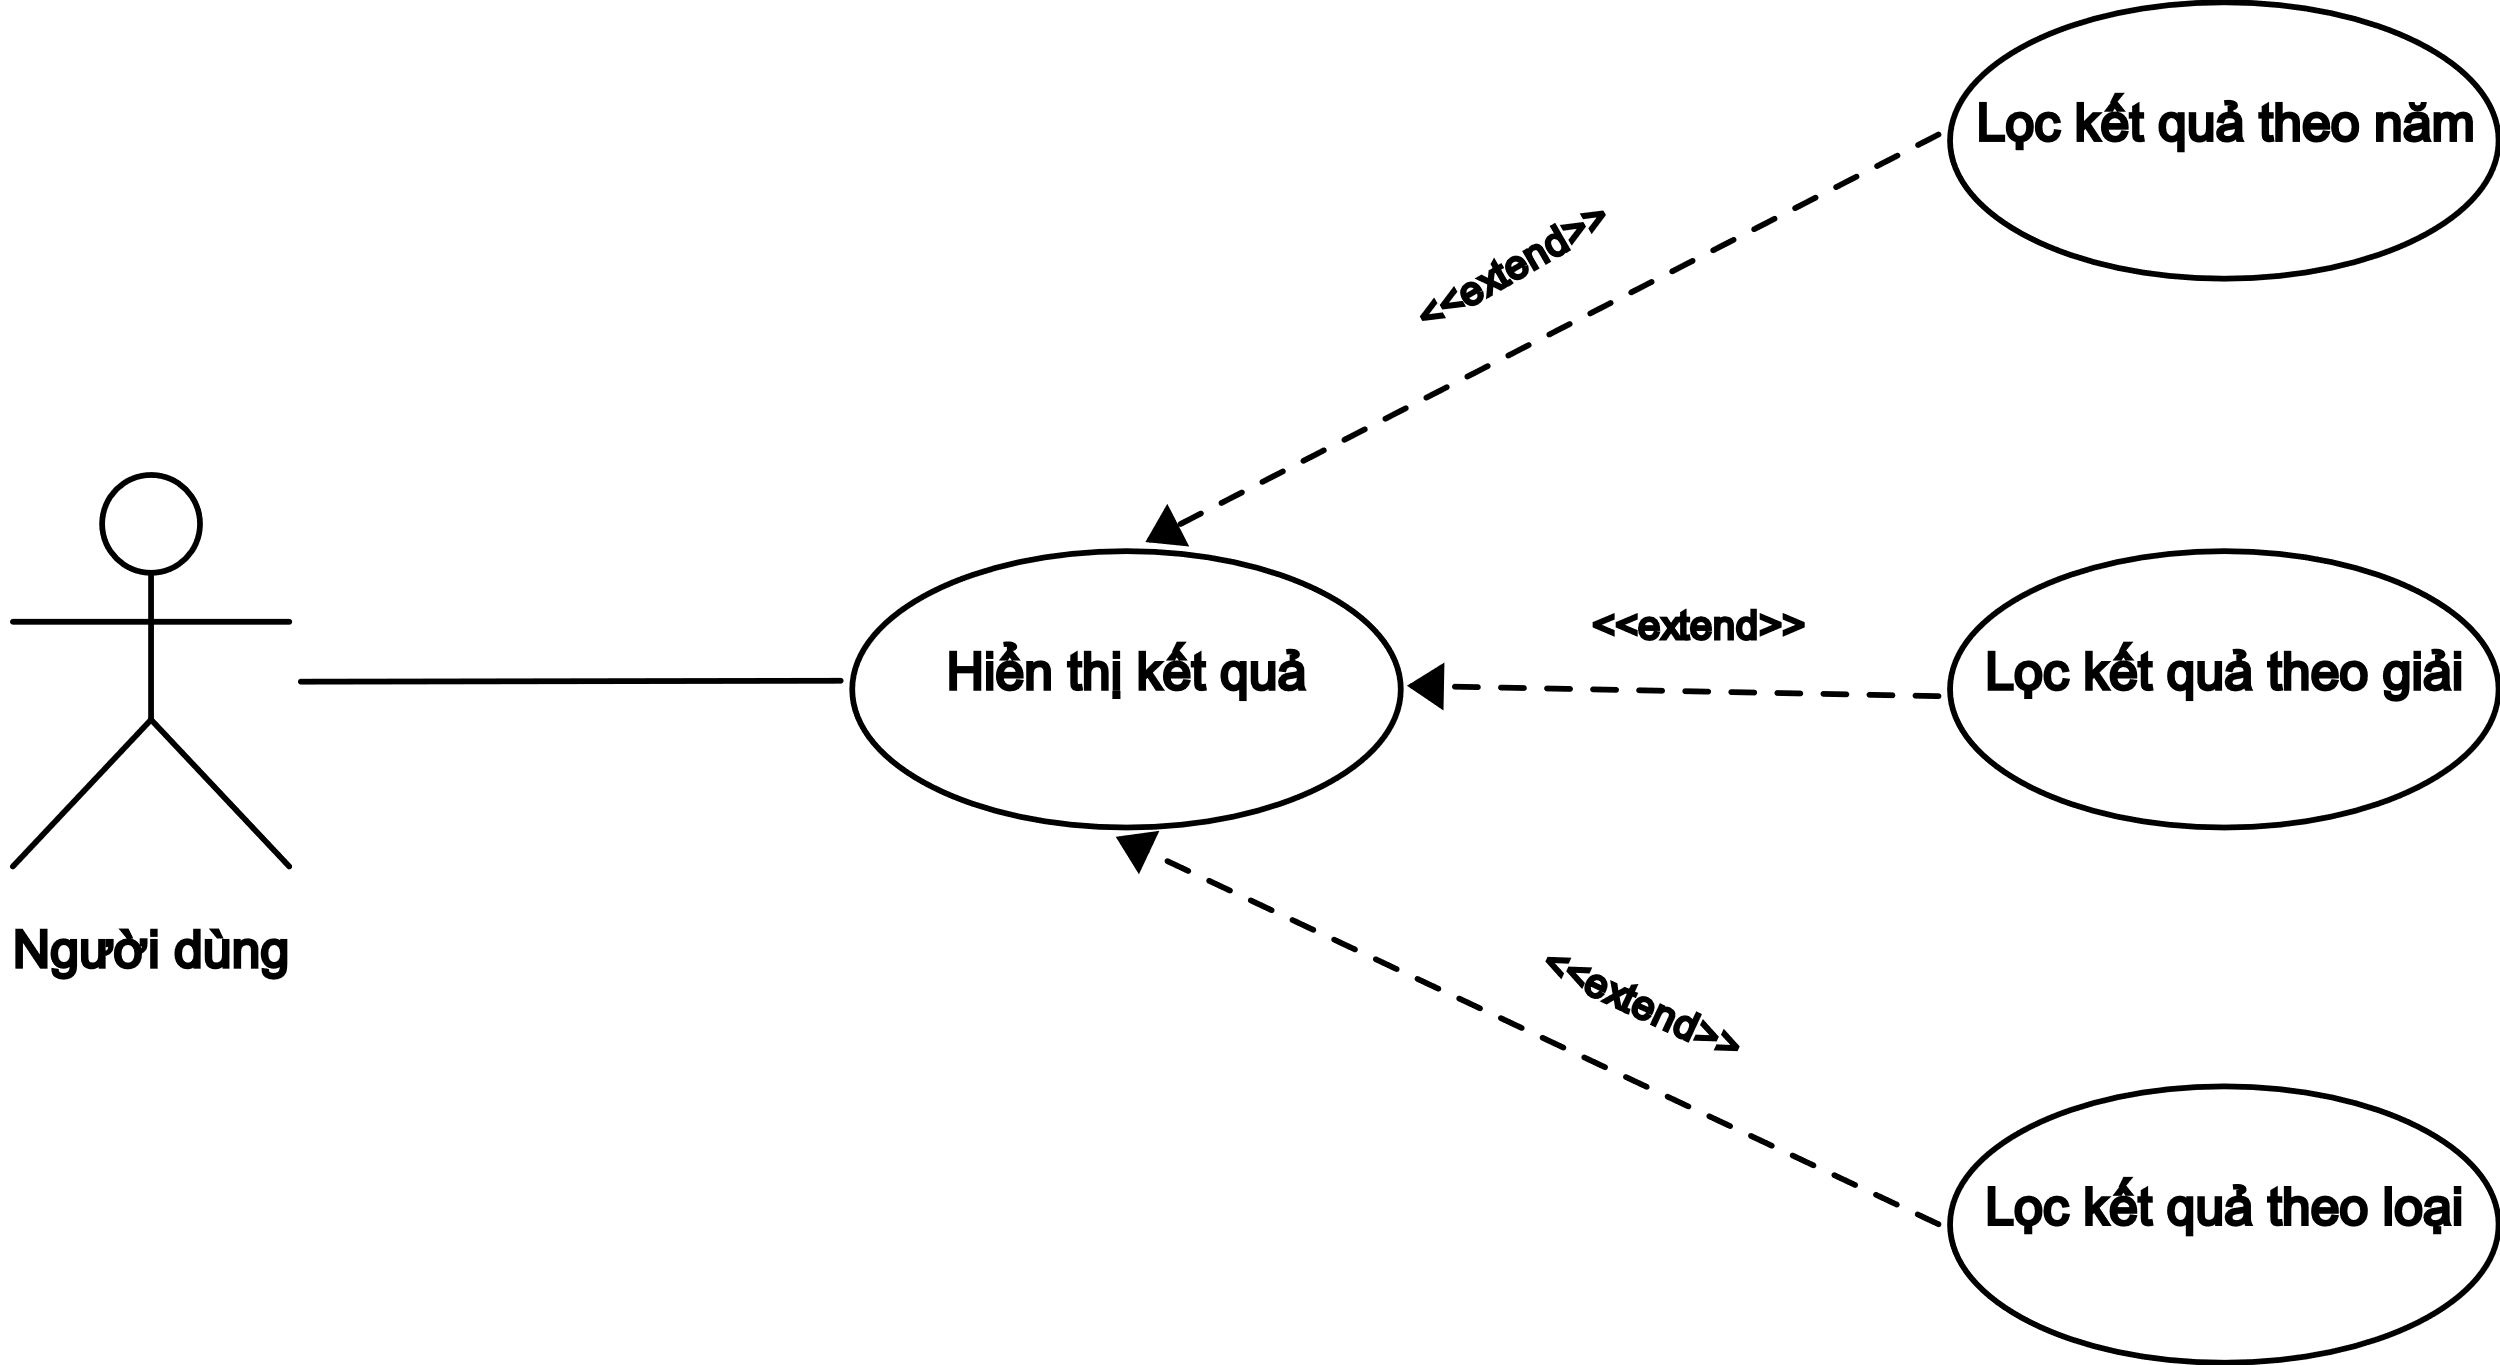 Lọc kết quả theo năm
<<extend>>
<<extend>>
Hiển thị kết quả
Lọc kết quả theo giải
Người dùng
<<extend>>
Lọc kết quả theo loại